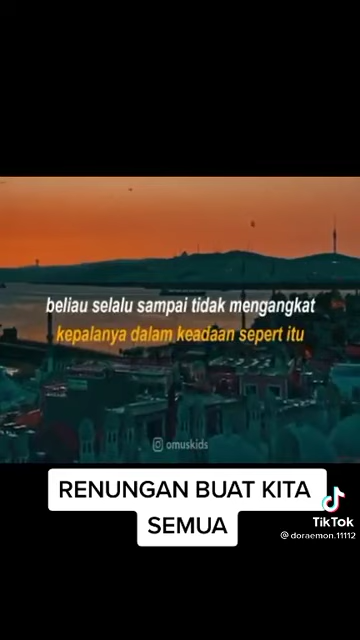 beliau selalu sampai tidak mengangkat
kepalanya dalam keadaan sepert itu
omuskids
RENUNGAN BUAT KITA
SEMUA
TikTok
@doraemon.11112